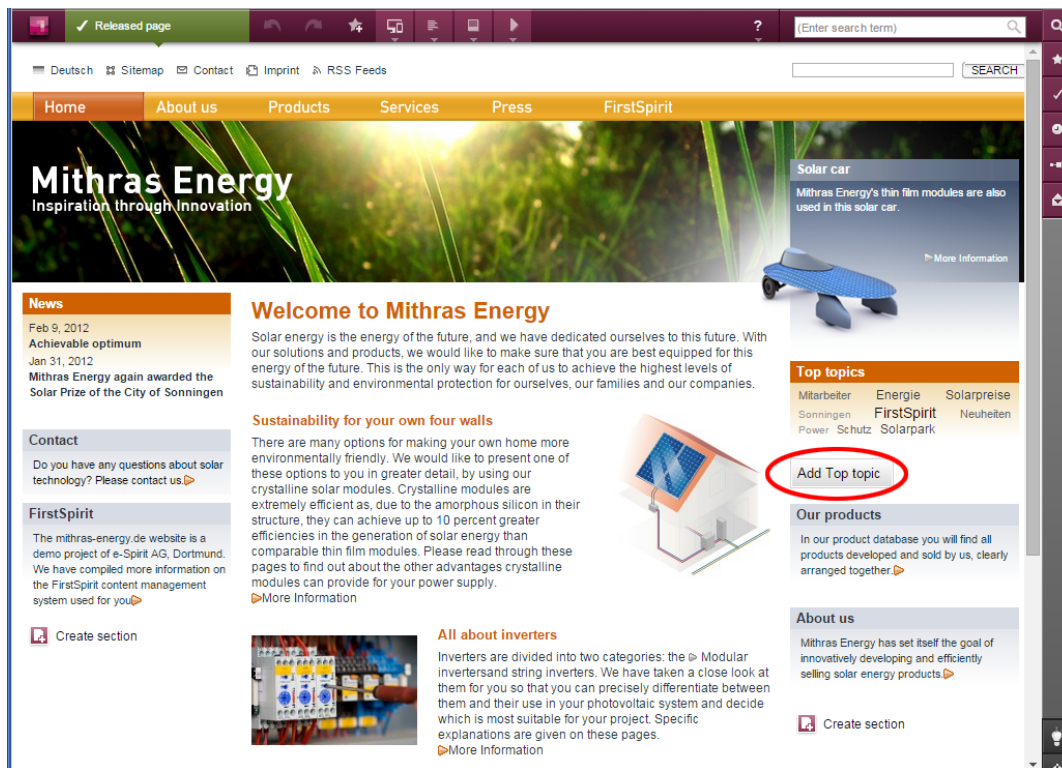 Released page
?
(Enter search term)
Deutsch Sitemap Contact Imprint RSS Feeds
SEARCH
Home About us Products Services Press FirstSpirit
Mithras Energy
Inspiration through Innovation
Solar car
Mithras Energy's thin film modules are also
used in this solar car.
More Information
News
Feb 9, 2012
Achievable optimum
Jan 31, 2012
Mithras Energy again awarded the
Solar Prize of the City of Sonningen
Contact
Do you have any questions about solar
technology? Please contact us.
FirstSpirit
The mithras-energy.de website is a
demo project of e-Spirit AG, Dortmund.
We have compiled more information on
the FirstSpirit content management
system used for you
Create section
Welcome to Mithras Energy
Solar energy is the energy of the future, and we have dedicated ourselves to this future. With
our solutions and products, we would like to make sure that you are best equipped for this
energy of the future. This is the only way for each of us to achieve the highest levels of
sustainability and environmental protection for ourselves, our families and our companies.
Sustainability for your own four walls
There are many options for making your own home more
environmentally friendly. We would like to present one of
these options to you in greater detail, by using our
crystalline solar modules. Crystalline modules are
extremely efficient as, due to the amorphous silicon in their
structure, they can achieve up to 10 percent greater
efficiencies in the generation of solar energy than
comparable thin film modules. Please read through these
pages to find out about the other advantages crystalline
modules can provide for your power supply.
More Information
All about inverters
Inverters are divided into two categories: the Modular
invertersand string inverters. We have taken a close look at
them for you so that you can precisely differentiate between
them and their use in your photovoltaic system and decide
which is most suitable for your project. Specific
explanations are given on these pages.
More Information
Top topics
Mitarbeiter Energie Solarpreise
Sonningen FirstSpirit Neuheiten
Power Schutz Solarpark
Add Top topic
Our products
In our product database you will find all
products developed and sold by us, clearly
arranged together.
About us
Mithras Energy has set itself the goal of
innovatively developing and efficiently
selling solar energy products.
Create section